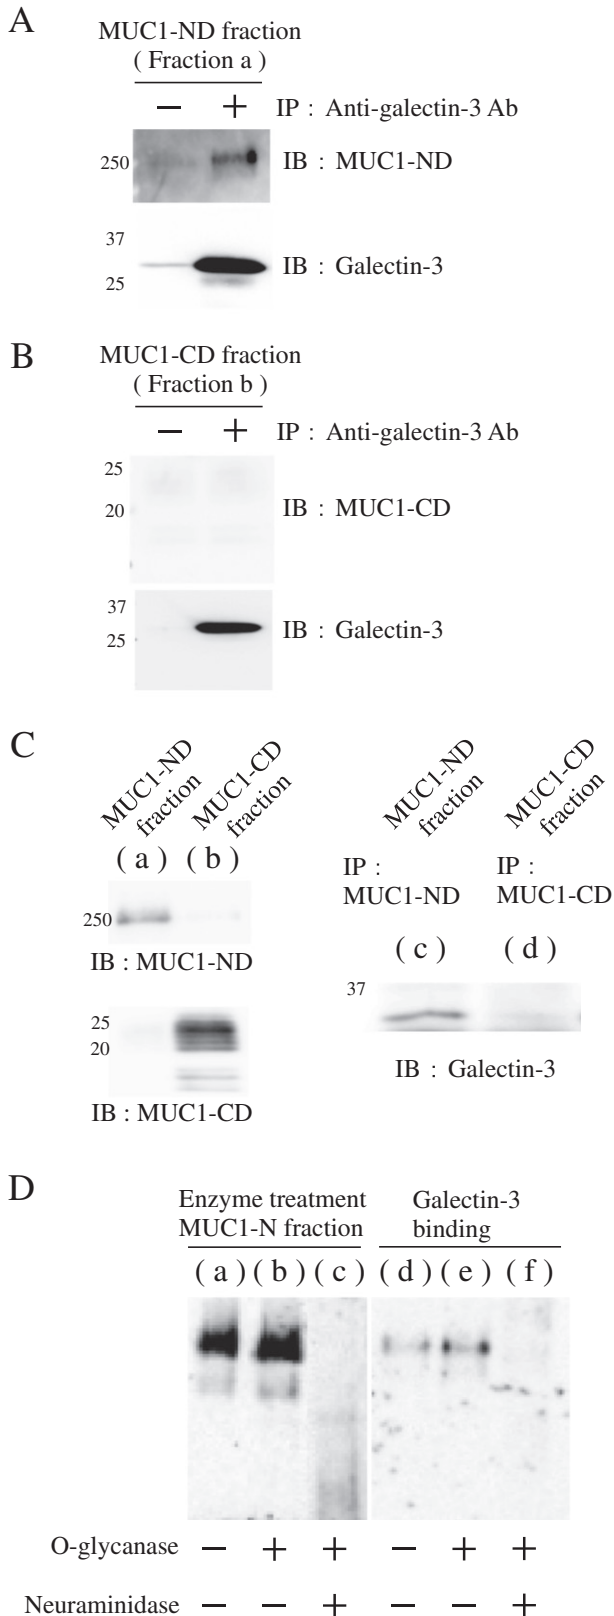 A
MUC1-ND fraction
( Fraction a )
− + IP : Anti-galectin-3 Ab
250 IB : MUC1-ND
37
25 IB : Galectin-3
B
MUC1-CD fraction
( Fraction b )
− + IP : Anti-galectin-3 Ab
25
20 IB : MUC1-CD
37
25 IB : Galectin-3
C
MUC1-ND
fraction
MUC1-CD
fraction
( a ) ( b )
250
IB : MUC1-ND
25
20
IB : MUC1-CD
MUC1-ND
fraction
MUC1-CD
fraction
IP :
MUC1-ND
IP :
MUC1-CD
( c ) ( d )
37
IB : Galectin-3
D
Enzyme treatment
MUC1-N fraction
Galectin-3
binding
( a ) ( b ) ( c ) ( d ) ( e ) ( f )
O-glycanase − + + − + +
Neuraminidase − − + − − +